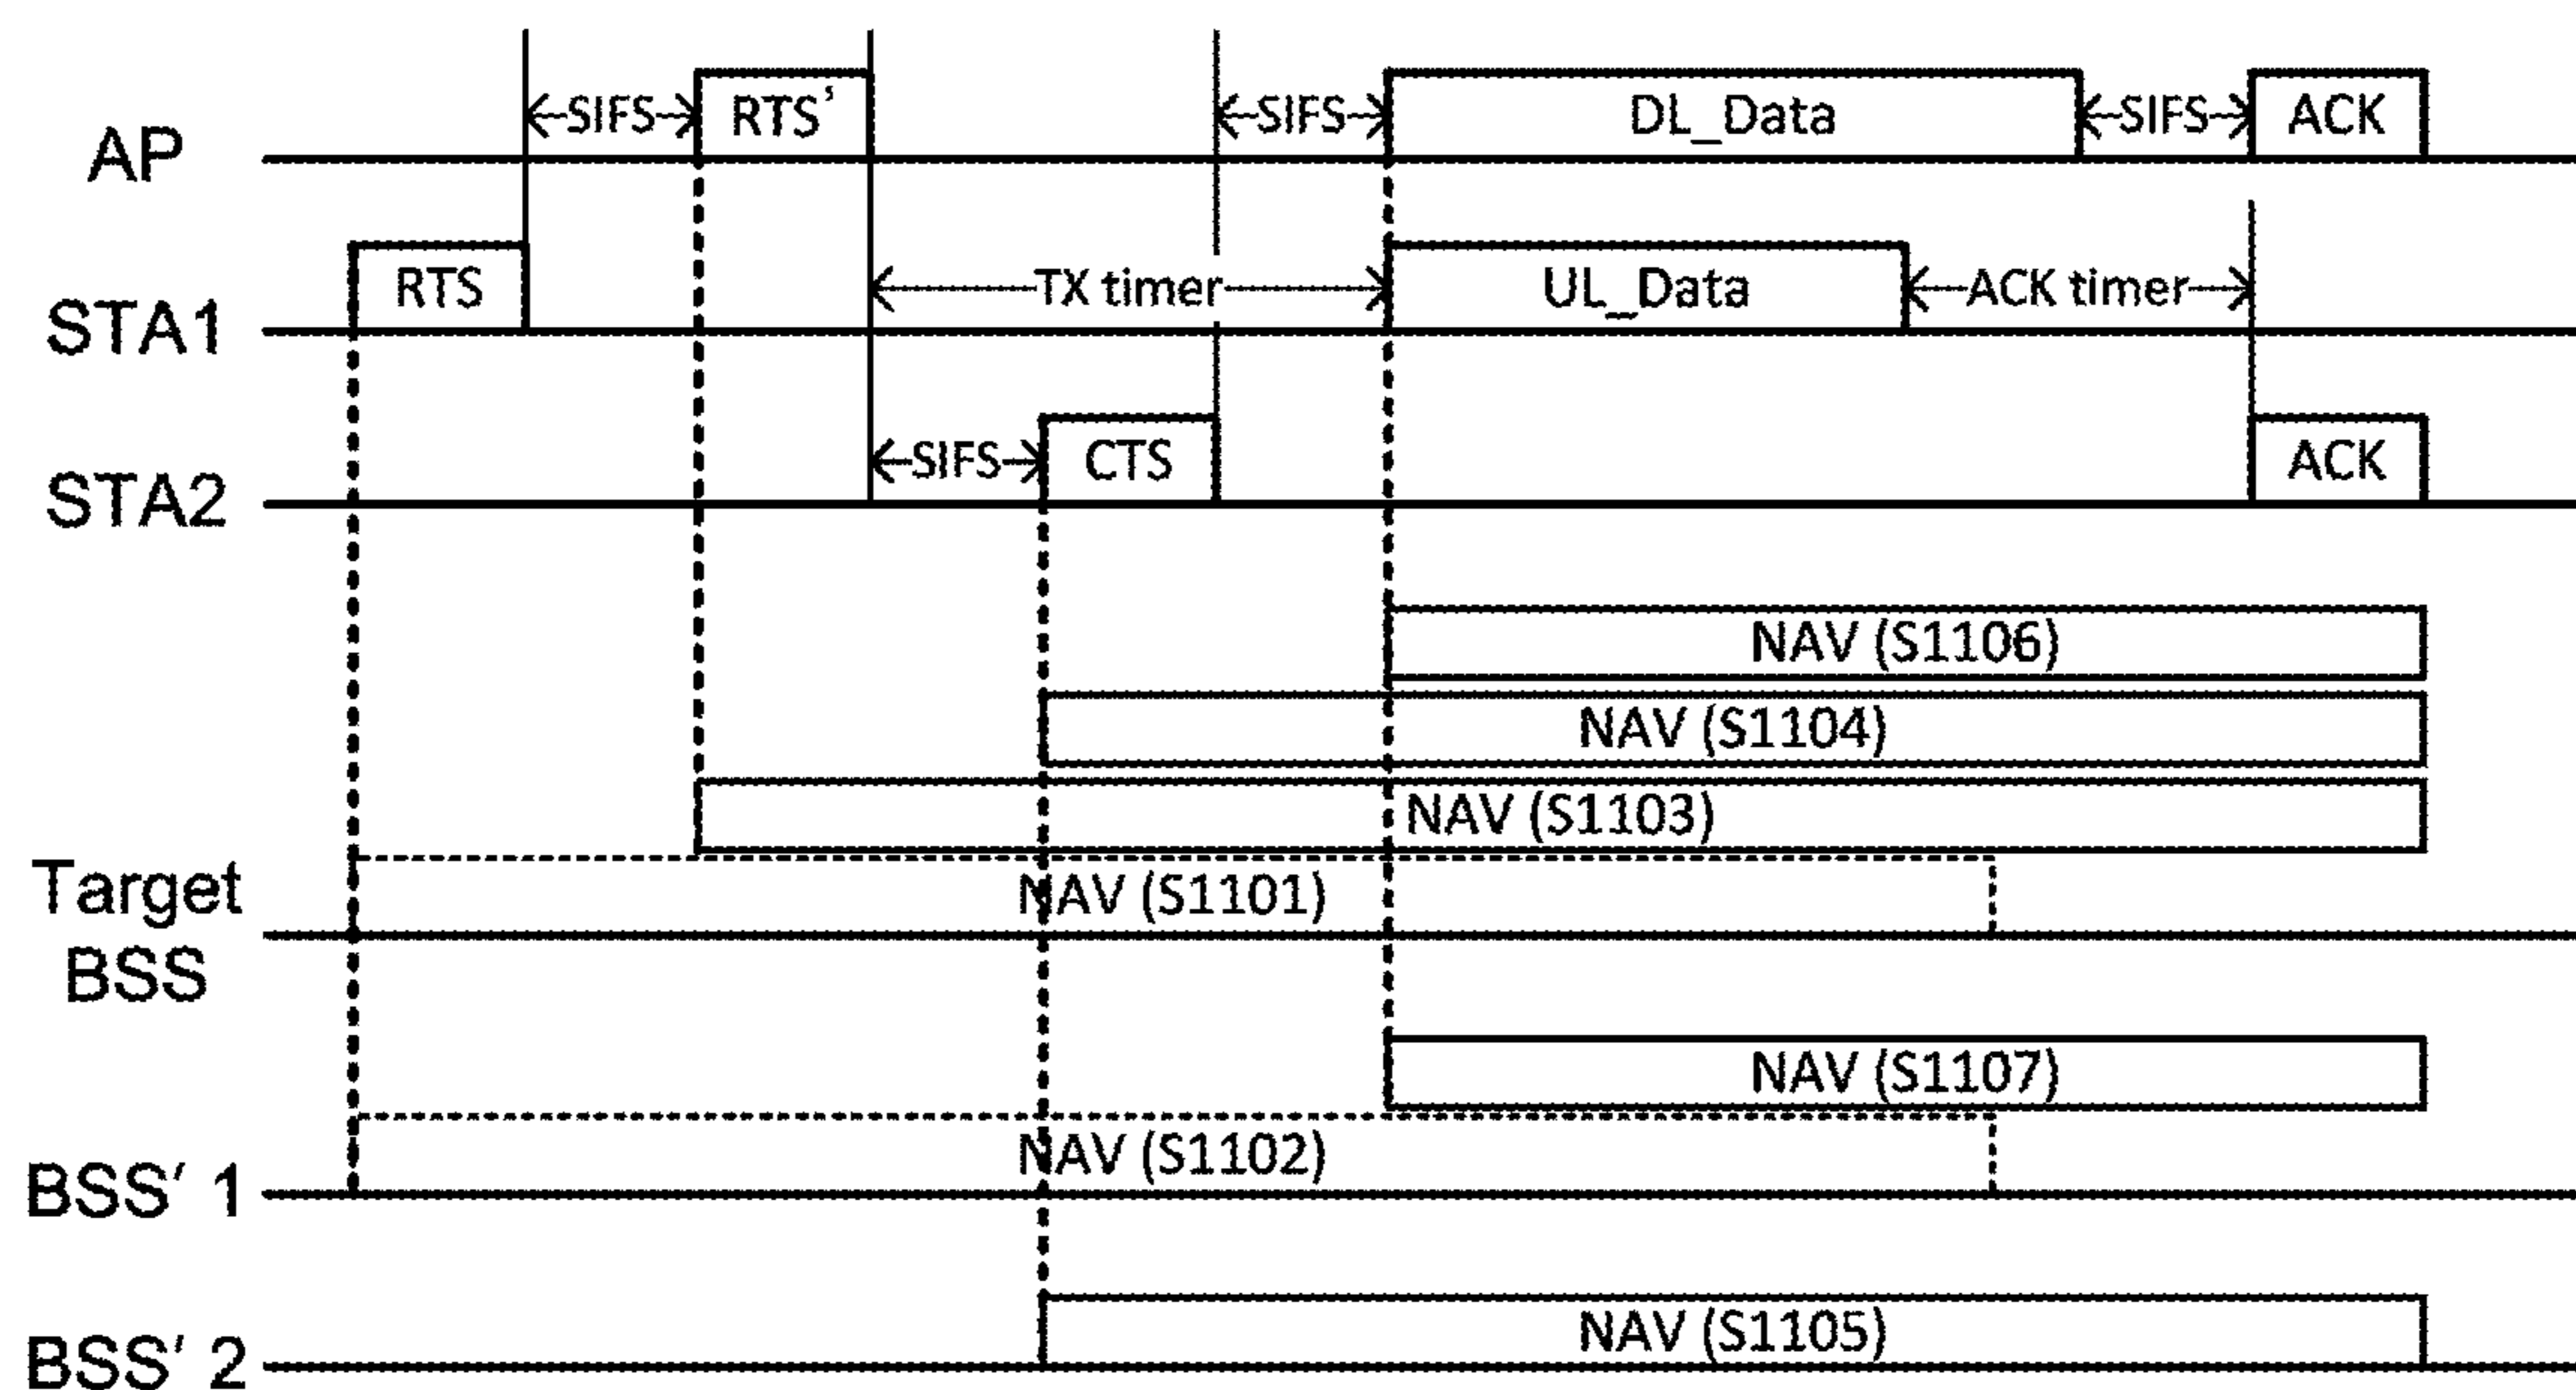 AP
SIFS
RTS'
SIFS
DL_Data
SIFS
ACK
STA1
RTS
TX timer
UL_Data
ACK timer
STA2
SIFS
CTS
ACK
NAV (S1106)
NAV (S1104)
NAV (S1103)
Target
BSS
NAV (S1101)
NAV (S1107)
BSS' 1
NAV (S1102)
BSS' 2
NAV (S1105)